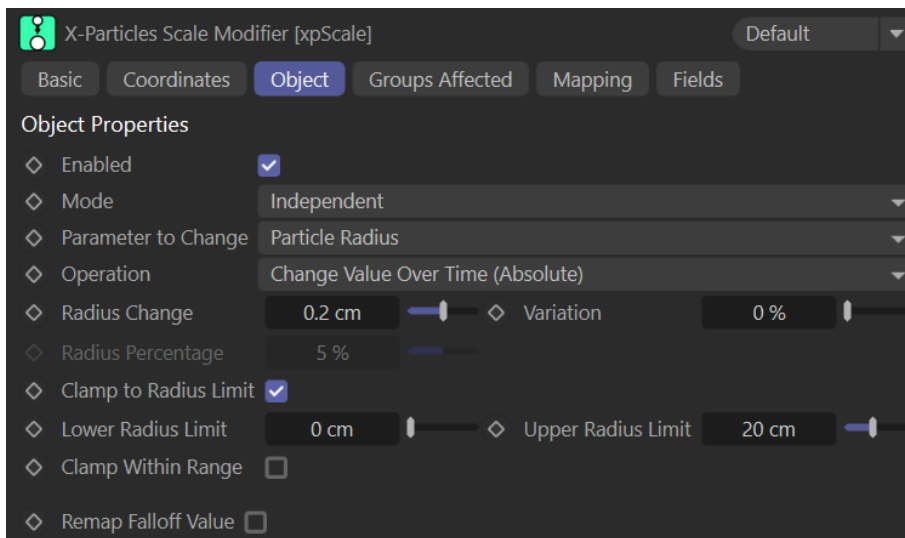 X-Particles Scale Modifier [xpScale] Default
Basic Coordinates Object Groups Affected Mapping Fields
Object Properties
Enabled
Mode Independent
Parameter to Change Particle Radius
Operation Change Value Over Time (Absolute)
Radius Change 0.2 cm Variation 0 %
Radius Percentage 5 %
Clamp to Radius Limit
Lower Radius Limit 0 cm Upper Radius Limit 20 cm
Clamp Within Range
Remap Falloff Value